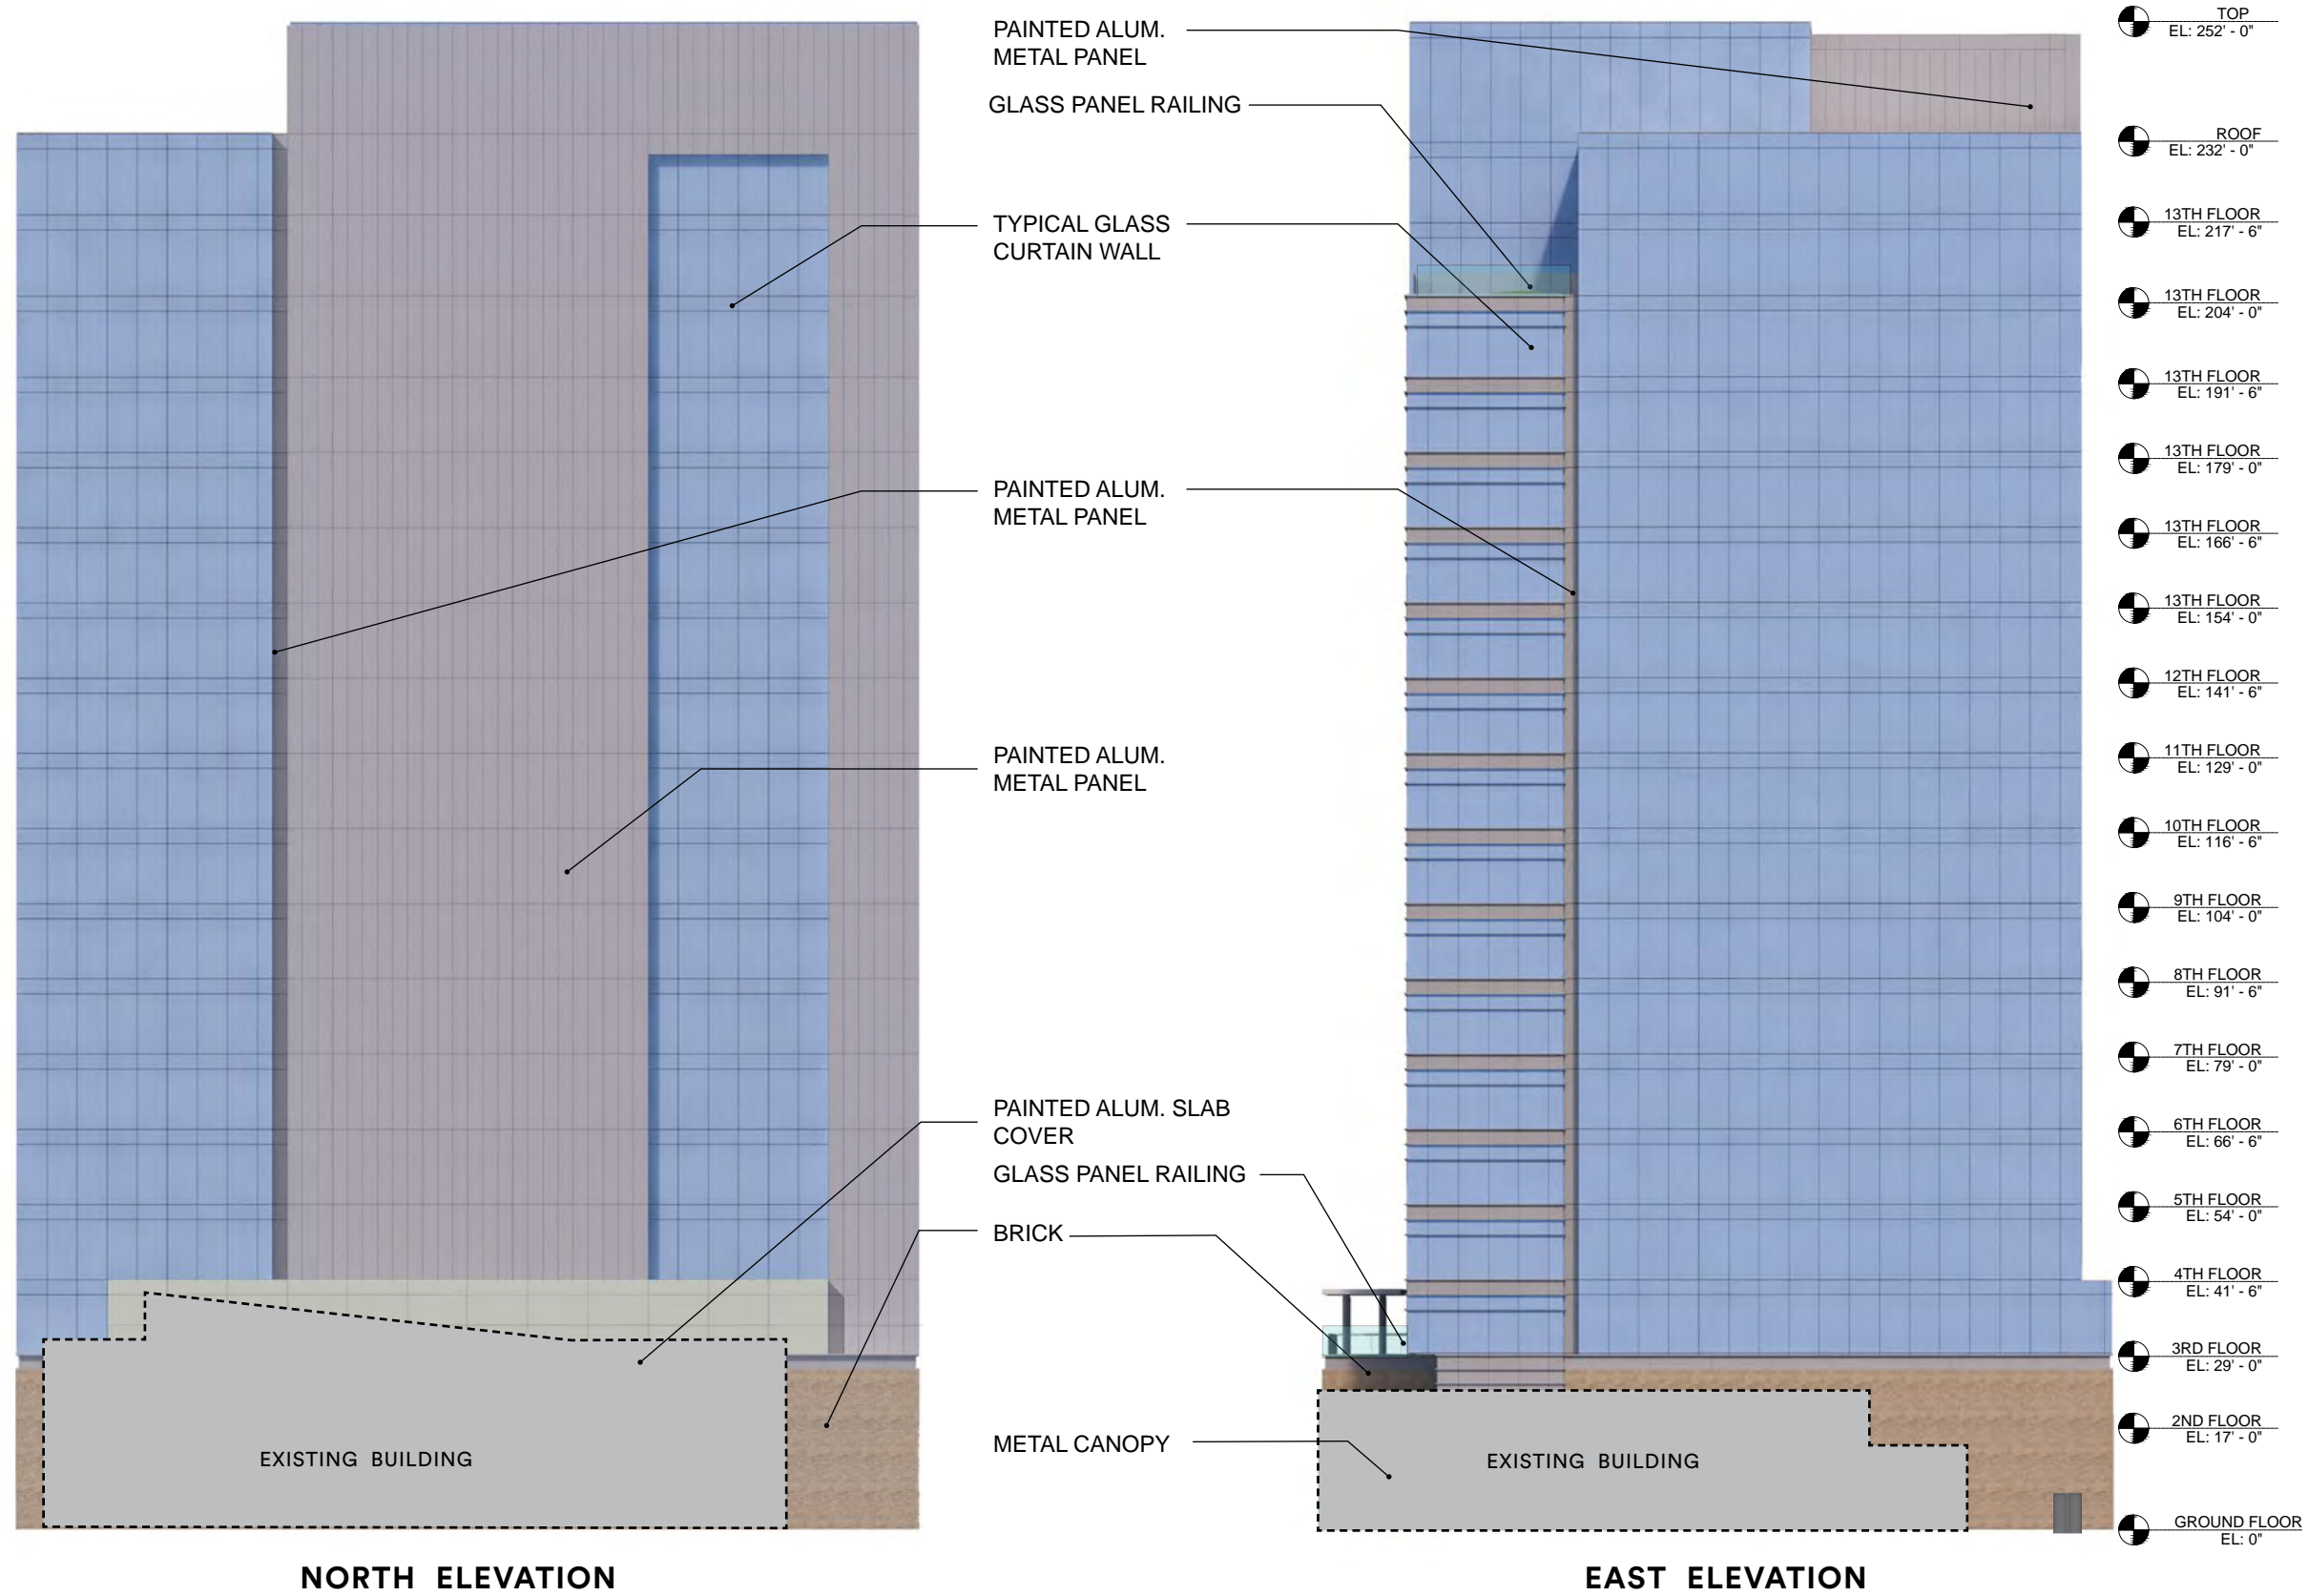 PAINTED ALUM.
METAL PANEL
GLASS PANEL RAILING
TYPICAL GLASS
CURTAIN WALL
PAINTED ALUM.
METAL PANEL
PAINTED ALUM.
METAL PANEL
PAINTED ALUM. SLAB
COVER
GLASS PANEL RAILING
BRICK
METAL CANOPY
EXISTING BUILDING
EXISTING BUILDING
TOP
EL: 252' - 0"
ROOF
EL: 232' - 0"
13TH FLOOR
EL: 217' - 6"
13TH FLOOR
EL: 204' - 0"
13TH FLOOR
EL: 191' - 6"
13TH FLOOR
EL: 179' - 0"
13TH FLOOR
EL: 166' - 6"
13TH FLOOR
EL: 154' - 0"
12TH FLOOR
EL: 141' - 6"
11TH FLOOR
EL: 129' - 0"
10TH FLOOR
EL: 116' - 6"
9TH FLOOR
EL: 104' - 0"
8TH FLOOR
EL: 91' - 6"
7TH FLOOR
EL: 79' - 0"
6TH FLOOR
EL: 66' - 6"
5TH FLOOR
EL: 54' - 0"
4TH FLOOR
EL: 41' - 6"
3RD FLOOR
EL: 29' - 0"
2ND FLOOR
EL: 17' - 0"
GROUND FLOOR
EL: 0"
NORTH ELEVATION
EAST ELEVATION